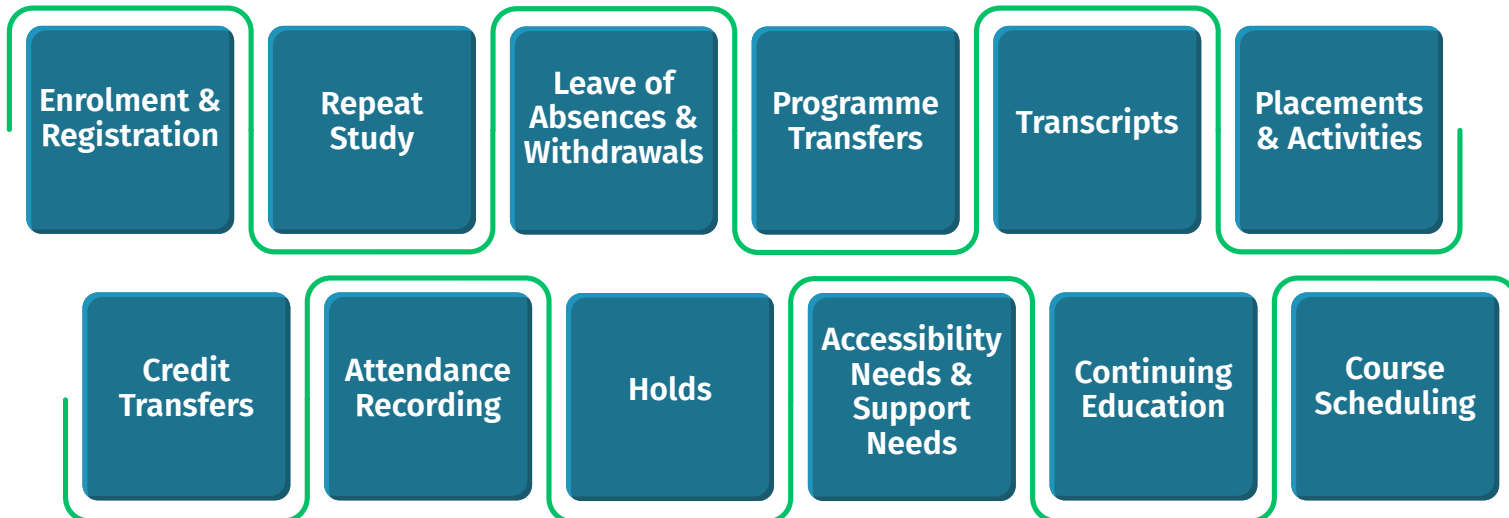 Enrolment &
Registration
Repeat
Study
Leave of
Absences &
Withdrawals
Programme
Transfers
Transcripts
Placements
& Activities
Credit
Transfers
Attendance
Recording
Holds
Accessibility
Needs &
Support
Needs
Continuing
Education
Course
Scheduling